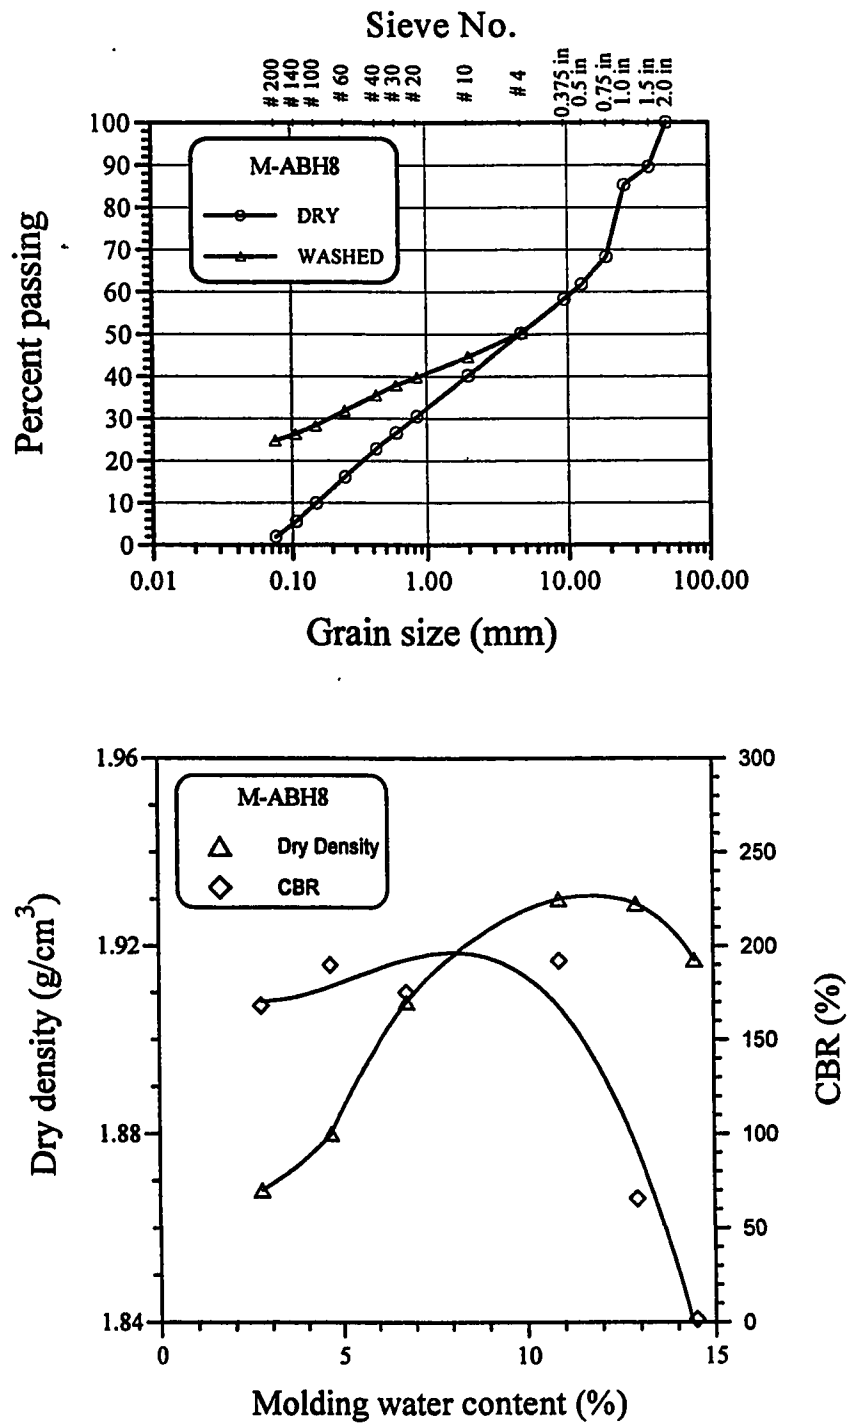 Sieve No.
# 200
# 140
# 100
# 60
# 40
# 30
# 20
# 10
# 4
0.375 in
0.5 in
0.75 in
1.0 in
1.5 in
2.0 in
100
90
80
70
60
50
40
30
20
10
0
Percent passing
M-ABH8
DRY
WASHED
0.01
0.10
1.00
10.00
100.00
Grain size (mm)
1.96
1.92
1.88
1.84
Dry density (g/cm³)
M-ABH8
Dry Density
CBR
300
250
200
150
100
50
0
CBR (%)
0
5
10
15
Molding water content (%)